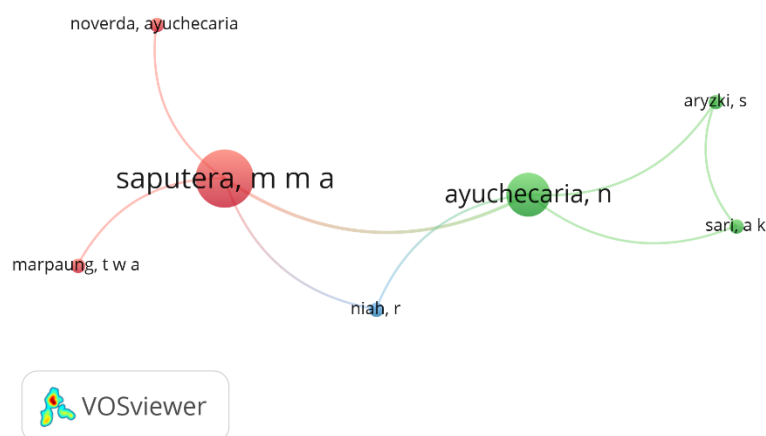 noverda, ayuchecaria
aryzki, s
saputera, m m a
ayuchecaria, n
sari, a k
marpaung, t w a
niah, r
VOSviewer